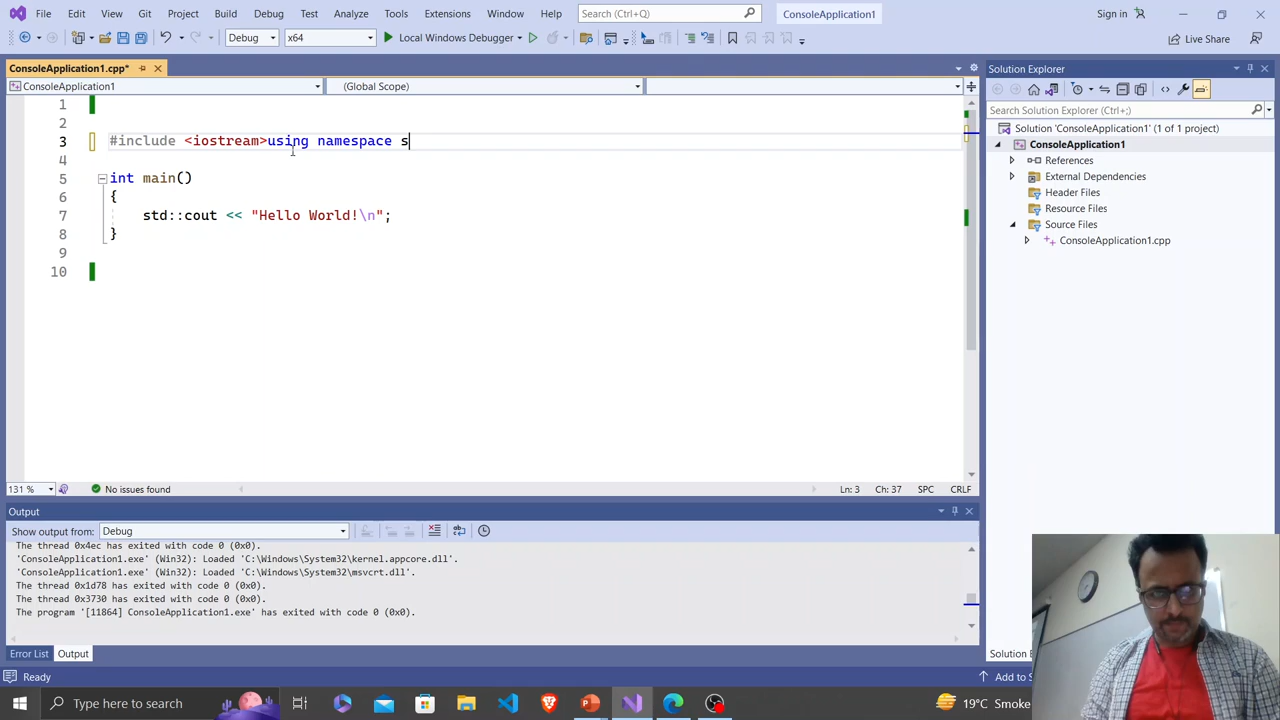 File Edit View Git Project Build Debug Test Analyze Tools Extensions Window Help Search (Ctrl+Q) ConsoleApplication1 Sign in
Debug x64 Local Windows Debugger Live Share
ConsoleApplication1.cpp*
ConsoleApplication1 (Global Scope)
1
2
3 #include <iostream>using namespace s
4
5 int main()
6 {
7 std::cout << "Hello World!\n";
8 }
9
10
131 % No issues found Ln: 3 Ch: 37 SPC CRLF
Output
Show output from: Debug
The thread 0x4ec has exited with code 0 (0x0).
'ConsoleApplication1.exe' (Win32): Loaded 'C:\Windows\System32\kernel.appcore.dll'.
'ConsoleApplication1.exe' (Win32): Loaded 'C:\Windows\System32\msvcrt.dll'.
The thread 0x1d78 has exited with code 0 (0x0).
The thread 0x3730 has exited with code 0 (0x0).
The program '[11864] ConsoleApplication1.exe' has exited with code 0 (0x0).
Error List Output
Solution Explorer
Search Solution Explorer (Ctrl+;)
Solution 'ConsoleApplication1' (1 of 1 project)
ConsoleApplication1
References
External Dependencies
Header Files
Resource Files
Source Files
ConsoleApplication1.cpp
Solution
Ready Add to S
Type here to search 19°C Smoke